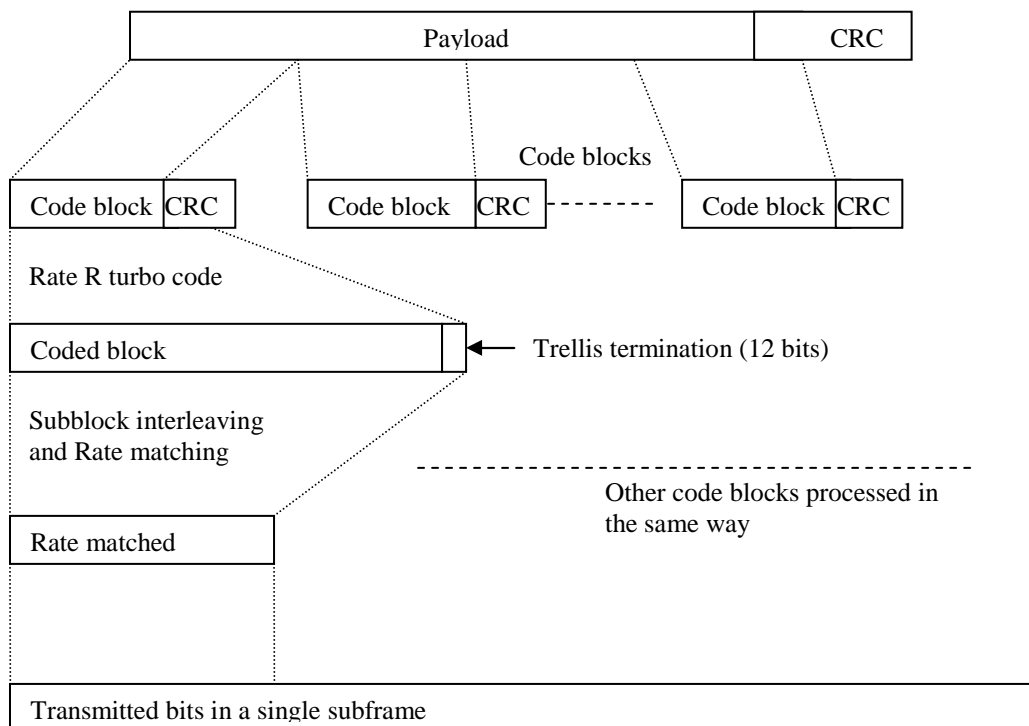 Payload CRC
Code blocks
Code block CRC Code block CRC Code block CRC
Rate R turbo code
Coded block
Trellis termination (12 bits)
Subblock interleaving
and Rate matching
Other code blocks processed in
the same way
Rate matched
Transmitted bits in a single subframe